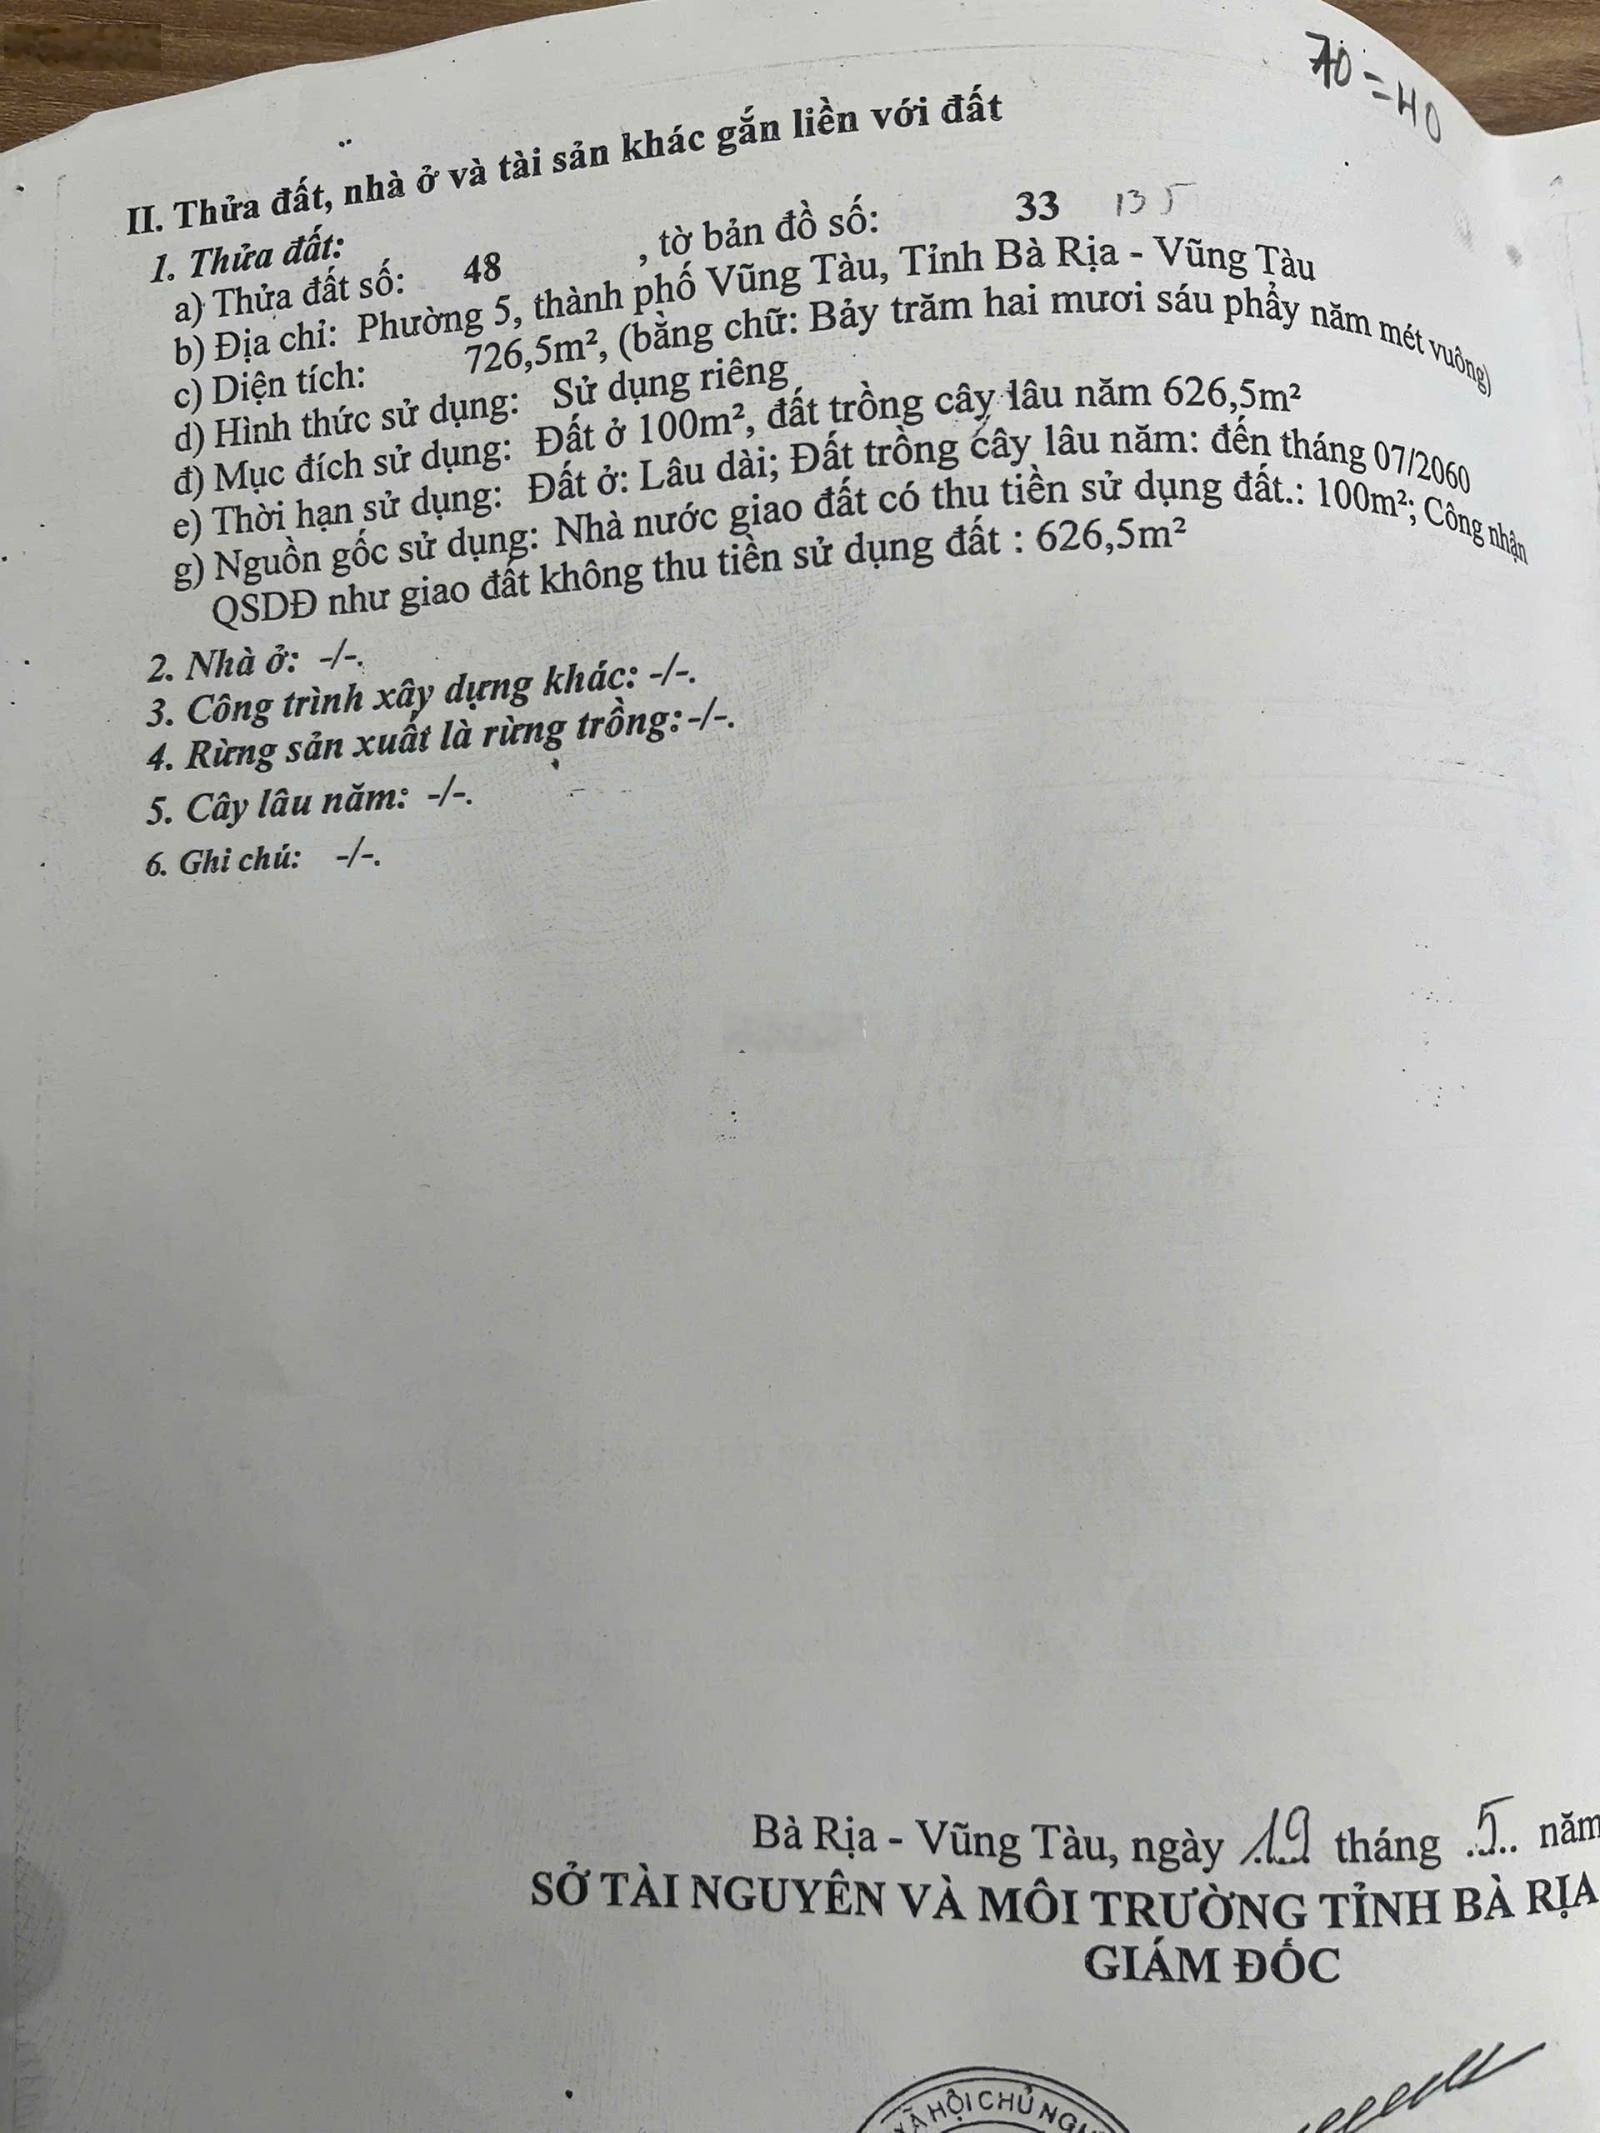 70=40
II. Thửa đất, nhà ở và tài sản khác gắn liền với đất
1. Thửa đất:
a) Thửa đất số: 48 , tờ bản đồ số: 33 135
b) Địa chỉ: Phường 5, thành phố Vũng Tàu, Tỉnh Bà Rịa - Vũng Tàu
c) Diện tích: 726,5m², (bằng chữ: Bảy trăm hai mươi sáu phẩy năm mét vuông)
d) Hình thức sử dụng: Sử dụng riêng
đ) Mục đích sử dụng: Đất ở 100m², đất trồng cây lâu năm 626,5m²
e) Thời hạn sử dụng: Đất ở: Lâu dài; Đất trồng cây lâu năm: đến tháng 07/2060
g) Nguồn gốc sử dụng: Nhà nước giao đất có thu tiền sử dụng đất.: 100m²; Công nhận
QSDĐ như giao đất không thu tiền sử dụng đất : 626,5m²
2. Nhà ở: -/-.
3. Công trình xây dựng khác: -/-.
4. Rừng sản xuất là rừng trồng: -/-.
5. Cây lâu năm: -/-.
6. Ghi chú: -/-.
Bà Rịa - Vũng Tàu, ngày 19 tháng .5.. năm
SỞ TÀI NGUYÊN VÀ MÔI TRƯỜNG TỈNH BÀ RỊA
GIÁM ĐỐC
XÃ HỘI CHỦ NGH